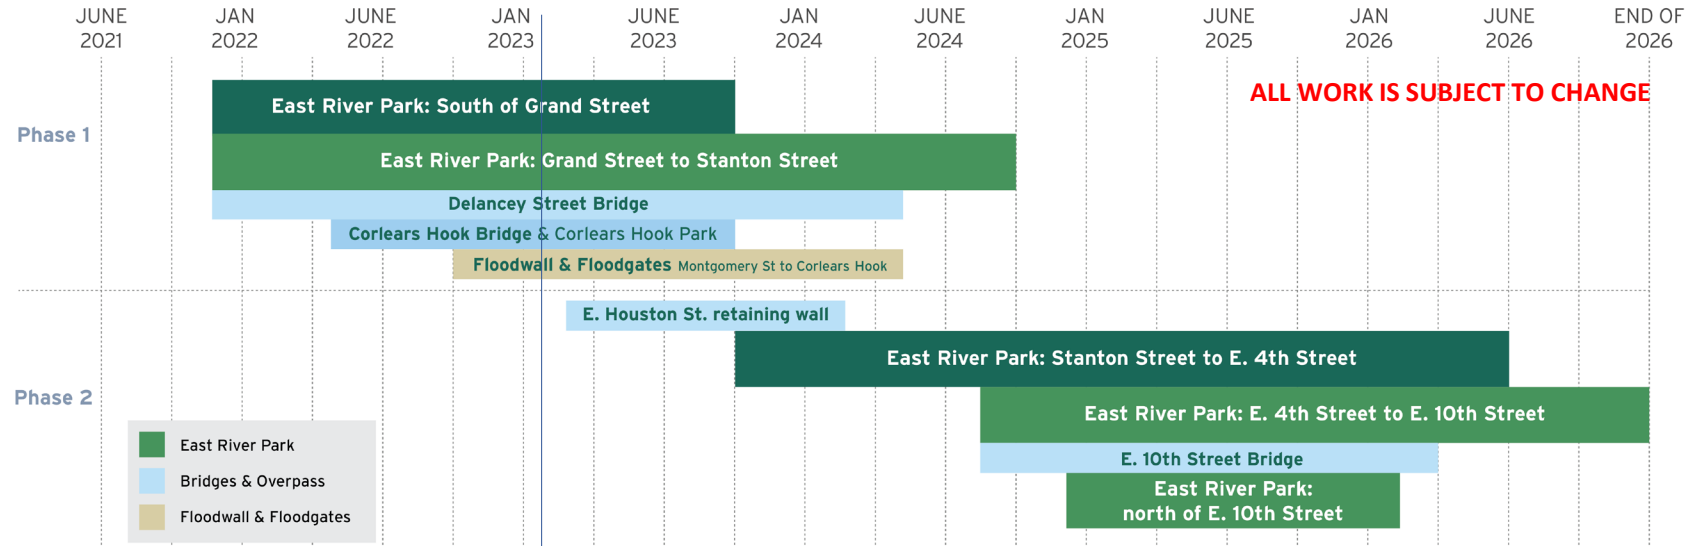 JUNE JAN JUNE JAN JUNE JAN JUNE JAN JUNE JAN JUNE END OF
2021 2022 2022 2023 2023 2024 2024 2025 2025 2026 2026 2026
ALL WORK IS SUBJECT TO CHANGE
Phase 1
East River Park: South of Grand Street
East River Park: Grand Street to Stanton Street
Delancey Street Bridge
Corlears Hook Bridge & Corlears Hook Park
Floodwall & Floodgates Montgomery St to Corlears Hook
Phase 2
E. Houston St. retaining wall
East River Park: Stanton Street to E. 4th Street
East River Park: E. 4th Street to E. 10th Street
E. 10th Street Bridge
East River Park:
north of E. 10th Street
East River Park
Bridges & Overpass
Floodwall & Floodgates